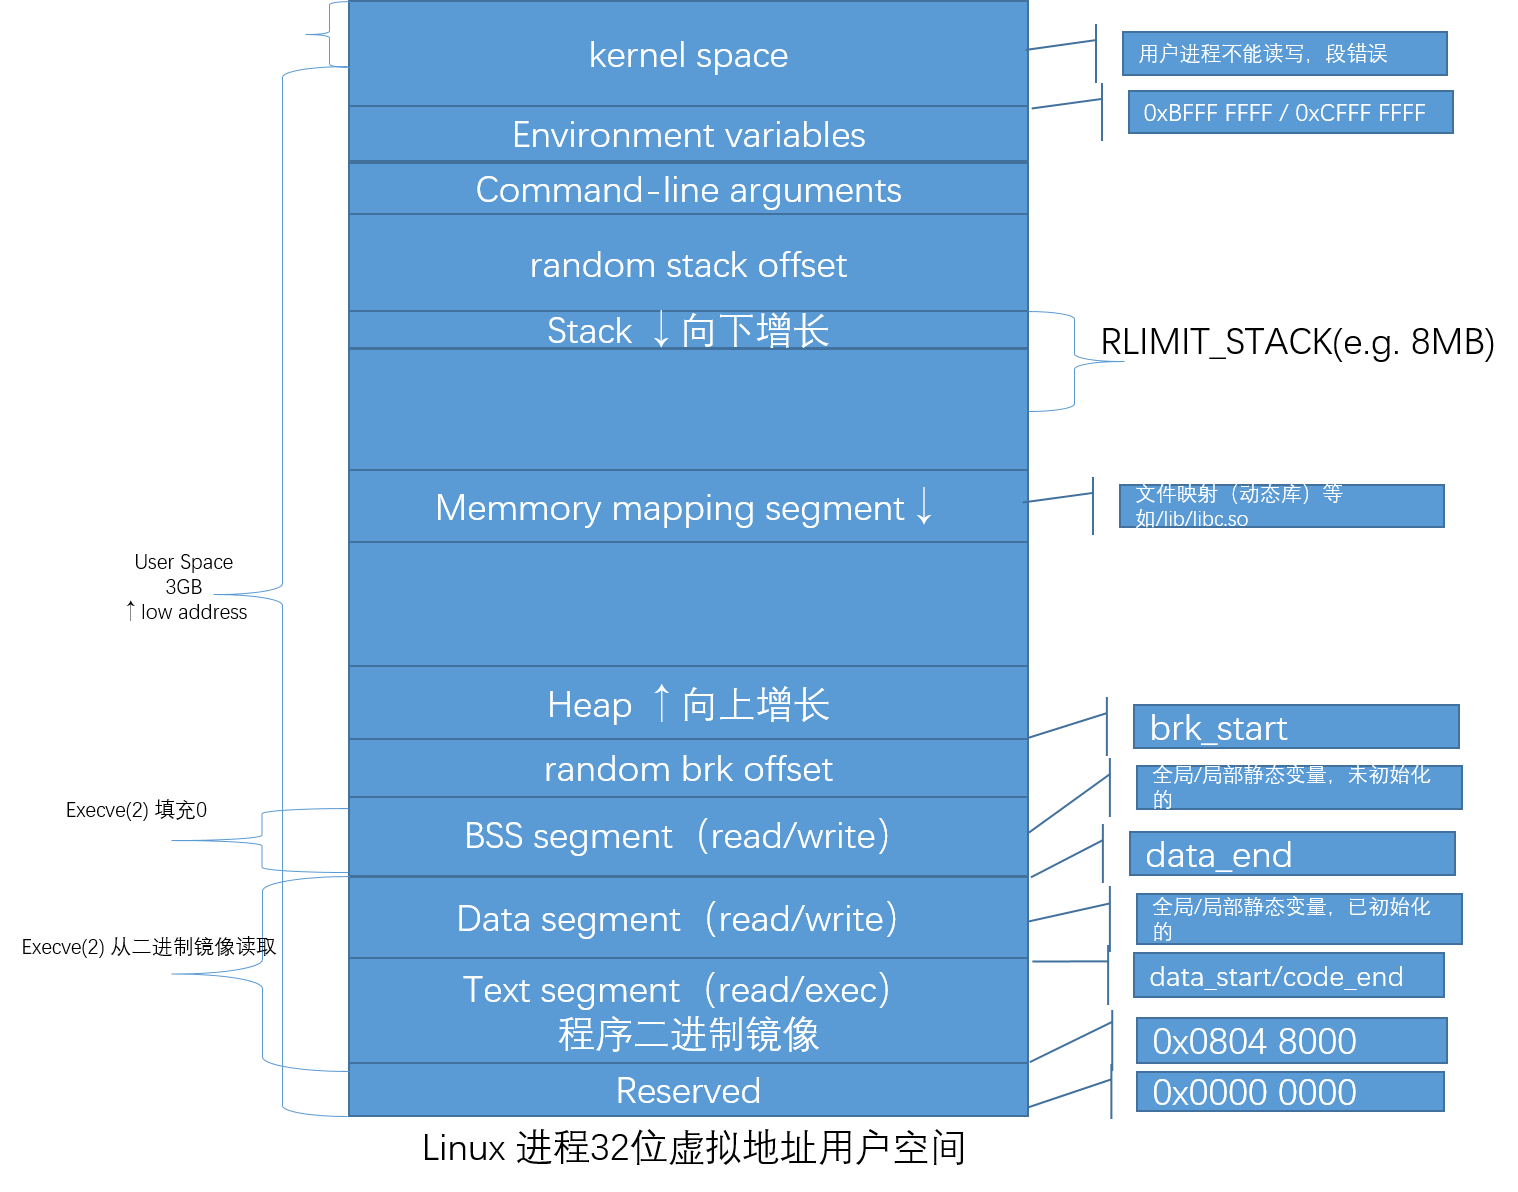 kernel space
用户进程不能读写，段错误
0xBFFF FFFF / 0xCFFF FFFF
Environment variables
Command-line arguments
random stack offset
Stack ↓向下增长
RLIMIT_STACK(e.g. 8MB)
Memmory mapping segment↓
文件映射（动态库）等
如/lib/libc.so
User Space
3GB
↑low address
Heap ↑向上增长
brk_start
random brk offset
全局/局部静态变量，未初始化
的
Execve(2) 填充0
BSS segment（read/write）
data_end
Data segment（read/write）
全局/局部静态变量，已初始化
的
Execve(2) 从二进制镜像读取
data_start/code_end
Text segment（read/exec）
程序二进制镜像
0x0804 8000
Reserved
0x0000 0000
Linux 进程32位虚拟地址用户空间